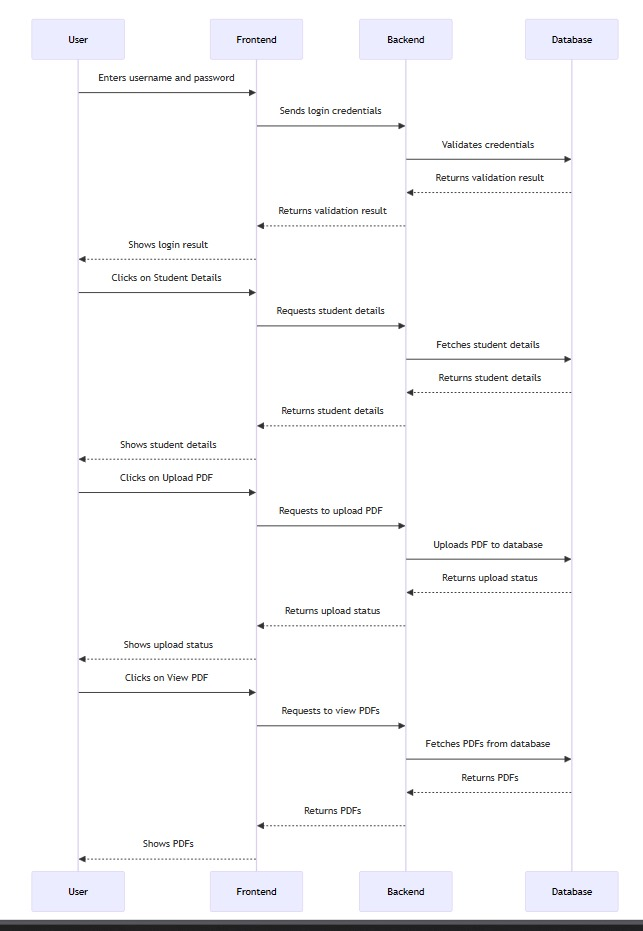 User Frontend Backend Database
Enters username and password
Sends login credentials
Validates credentials
Returns validation result
Returns validation result
Shows login result
Clicks on Student Details
Requests student details
Fetches student details
Returns student details
Returns student details
Shows student details
Clicks on Upload PDF
Requests to upload PDF
Uploads PDF to database
Returns upload status
Returns upload status
Shows upload status
Clicks on View PDF
Requests to view PDFs
Fetches PDFs from database
Returns PDFs
Returns PDFs
Shows PDFs
User Frontend Backend Database